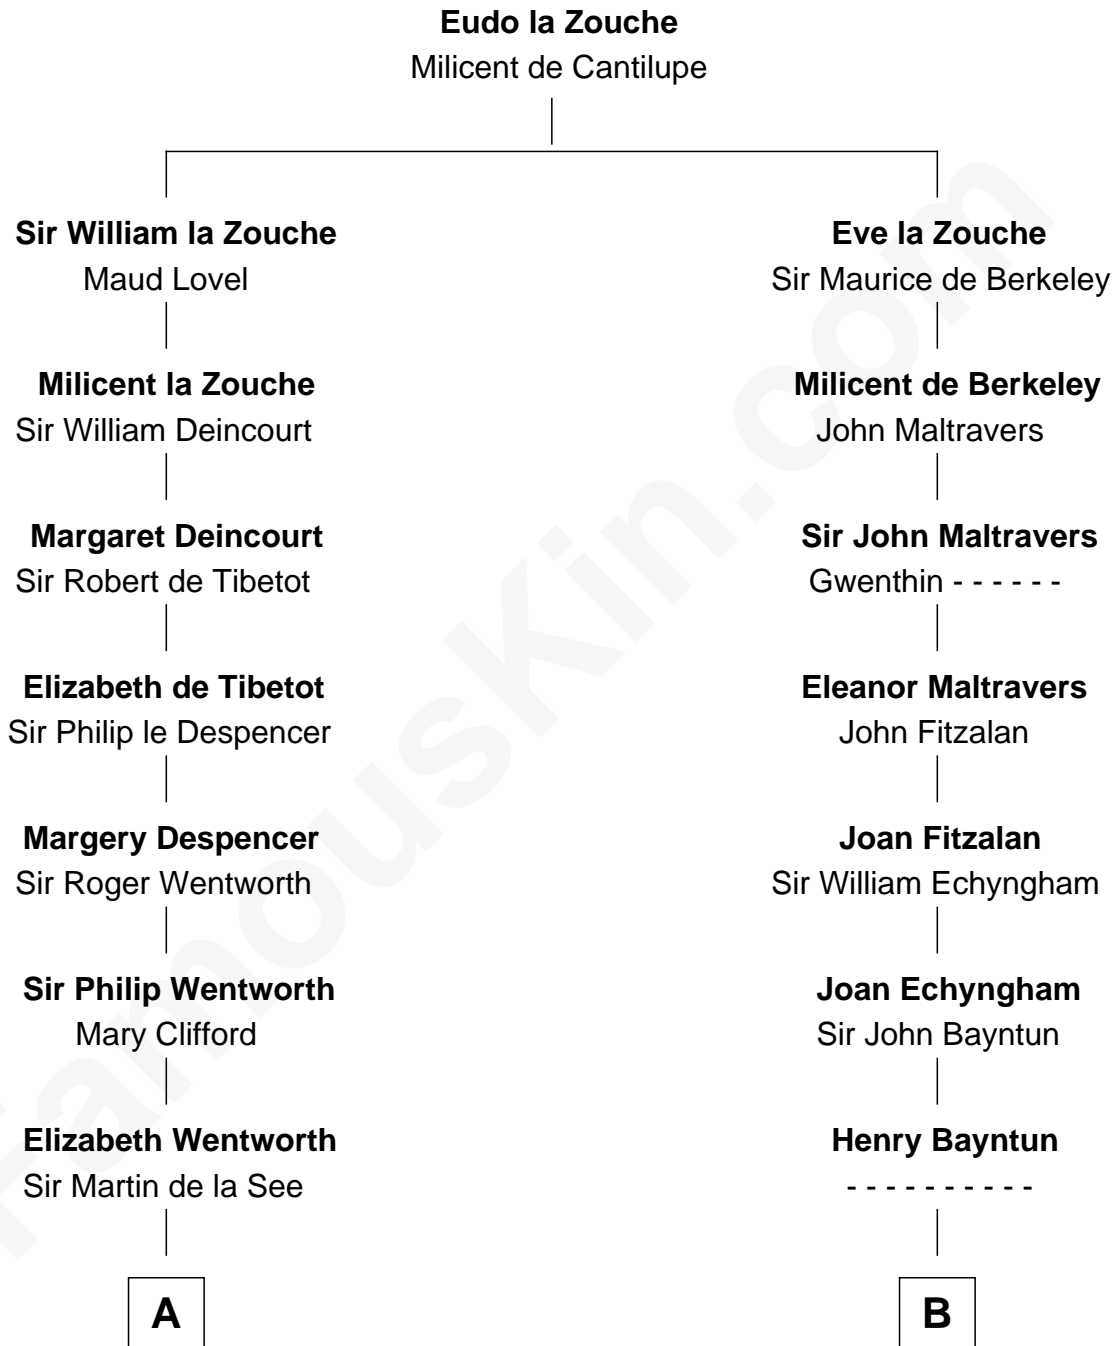 Eudo la Zouche
Milicent de Cantilupe
Sir William la Zouche
Maud Lovel
Eve la Zouche
Sir Maurice de Berkeley
Milicent la Zouche
Sir William Deincourt
Milicent de Berkeley
John Maltravers
Margaret Deincourt
Sir Robert de Tibetot
Sir John Maltravers
Gwenthin - - - - - -
Elizabeth de Tibetot
Sir Philip le Despencer
Eleanor Maltravers
John Fitzalan
Margery Despencer
Sir Roger Wentworth
Joan Fitzalan
Sir William Echyngham
Sir Philip Wentworth
Mary Clifford
Joan Echyngham
Sir John Bayntun
Elizabeth Wentworth
Sir Martin de la See
Henry Bayntun
- - - - - - - - - -
A
B
FamousKin.com